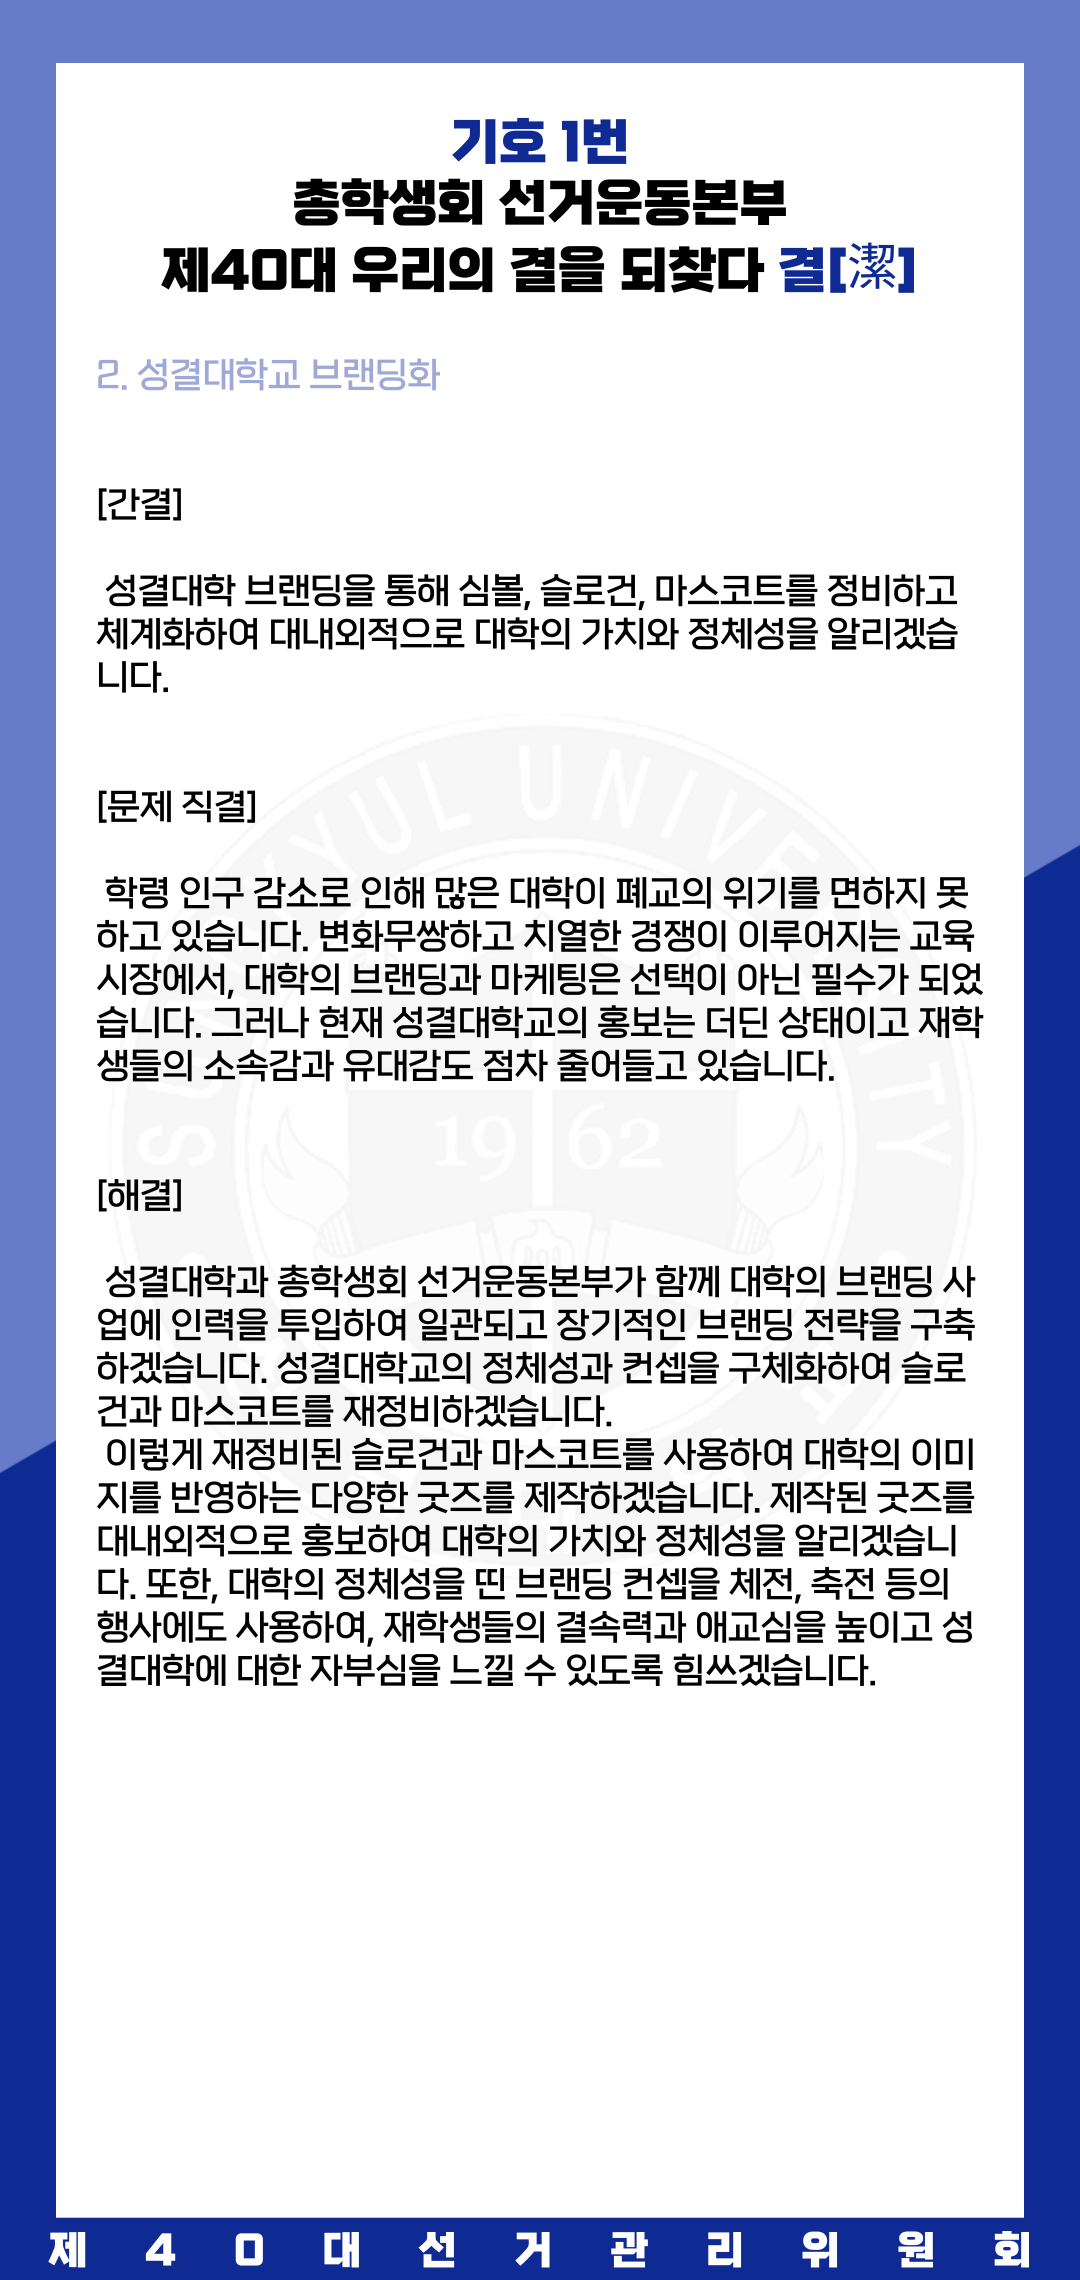 기호 1번
총학생회 선거운동본부
제40대 우리의 결을 되찾다 결[潔]
2. 성결대학교 브랜딩화
[간결]
성결대학 브랜딩을 통해 심볼, 슬로건, 마스코트를 정비하고
체계화하여 대내외적으로 대학의 가치와 정체성을 알리겠습
니다.
[문제 직결]
학령 인구 감소로 인해 많은 대학이 폐교의 위기를 면하지 못
하고 있습니다. 변화무쌍하고 치열한 경쟁이 이루어지는 교육
시장에서, 대학의 브랜딩과 마케팅은 선택이 아닌 필수가 되었
습니다. 그러나 현재 성결대학교의 홍보는 더딘 상태이고 재학
생들의 소속감과 유대감도 점차 줄어들고 있습니다.
SUNGKYUL UNIVERSITY
1962
[해결]
성결대학과 총학생회 선거운동본부가 함께 대학의 브랜딩 사
업에 인력을 투입하여 일관되고 장기적인 브랜딩 전략을 구축
하겠습니다. 성결대학교의 정체성과 컨셉을 구체화하여 슬로
건과 마스코트를 재정비하겠습니다.
이렇게 재정비된 슬로건과 마스코트를 사용하여 대학의 이미
지를 반영하는 다양한 굿즈를 제작하겠습니다. 제작된 굿즈를
대내외적으로 홍보하여 대학의 가치와 정체성을 알리겠습니
다. 또한, 대학의 정체성을 띤 브랜딩 컨셉을 체전, 축전 등의
행사에도 사용하여, 재학생들의 결속력과 애교심을 높이고 성
결대학에 대한 자부심을 느낄 수 있도록 힘쓰겠습니다.
제40대선거관리위원회